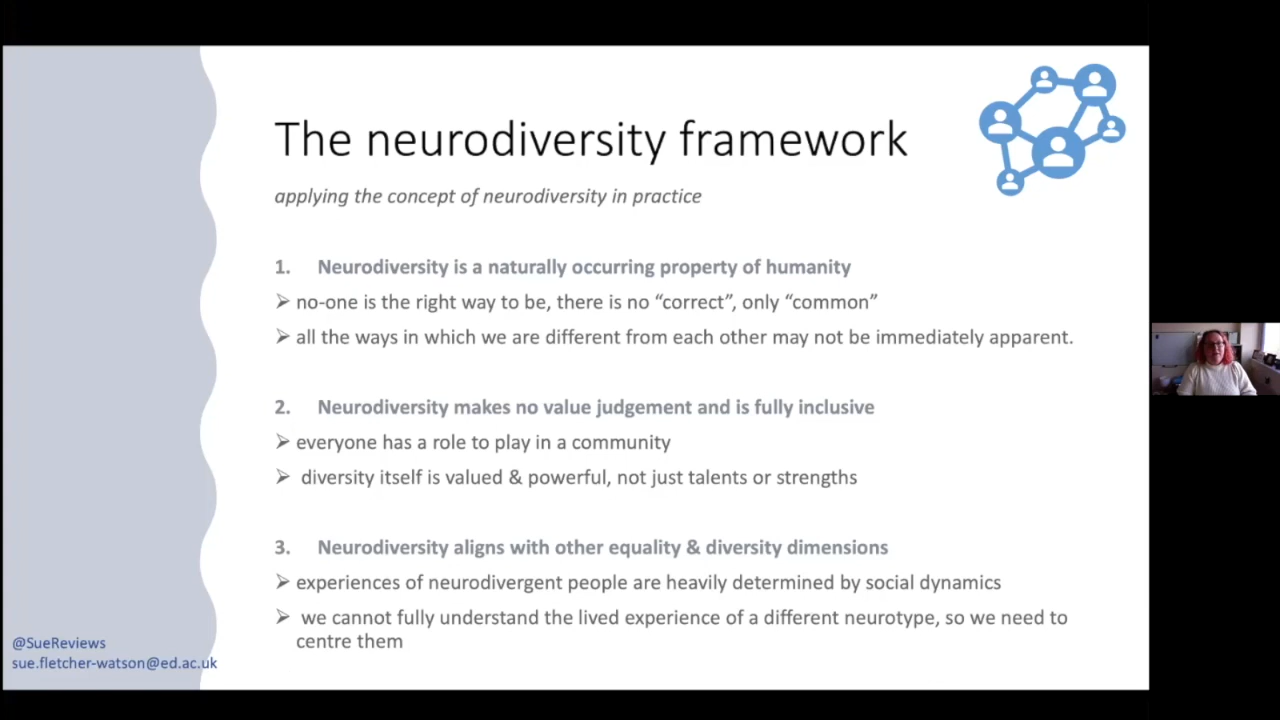 The neurodiversity framework
applying the concept of neurodiversity in practice
1. Neurodiversity is a naturally occurring property of humanity
➢ no-one is the right way to be, there is no “correct”, only “common”
➢ all the ways in which we are different from each other may not be immediately apparent.
2. Neurodiversity makes no value judgement and is fully inclusive
➢ everyone has a role to play in a community
➢ diversity itself is valued & powerful, not just talents or strengths
3. Neurodiversity aligns with other equality & diversity dimensions
➢ experiences of neurodivergent people are heavily determined by social dynamics
➢ we cannot fully understand the lived experience of a different neurotype, so we need to
centre them
@SueReviews
sue.fletcher-watson@ed.ac.uk